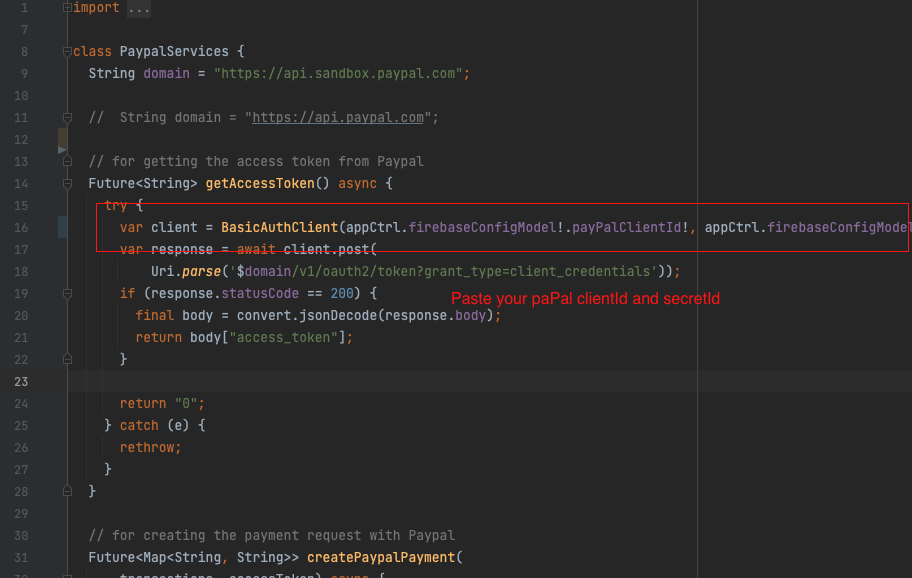 1 import ...
7
8 class PaypalServices {
9 String domain = "https://api.sandbox.paypal.com";
10
11 //  String domain = "https://api.paypal.com";
12
13 // for getting the access token from Paypal
14 Future<String> getAccessToken() async {
15 try {
16 var client = BasicAuthClient(appCtrl.firebaseConfigModel!.payPalClientId!, appCtrl.firebaseConfigModel
17 var response = await client.post(
18 Uri.parse('$domain/v1/oauth2/token?grant_type=client_credentials'));
19 if (response.statusCode == 200) {
Paste your paPal clientId and secretId
20 final body = convert.jsonDecode(response.body);
21 return body["access_token"];
22 }
23
24 return "0";
25 } catch (e) {
26 rethrow;
27 }
28 }
29
30 // for creating the payment request with Paypal
31 Future<Map<String, String>> createPaypalPayment(
32 transactions, accessToken) async {